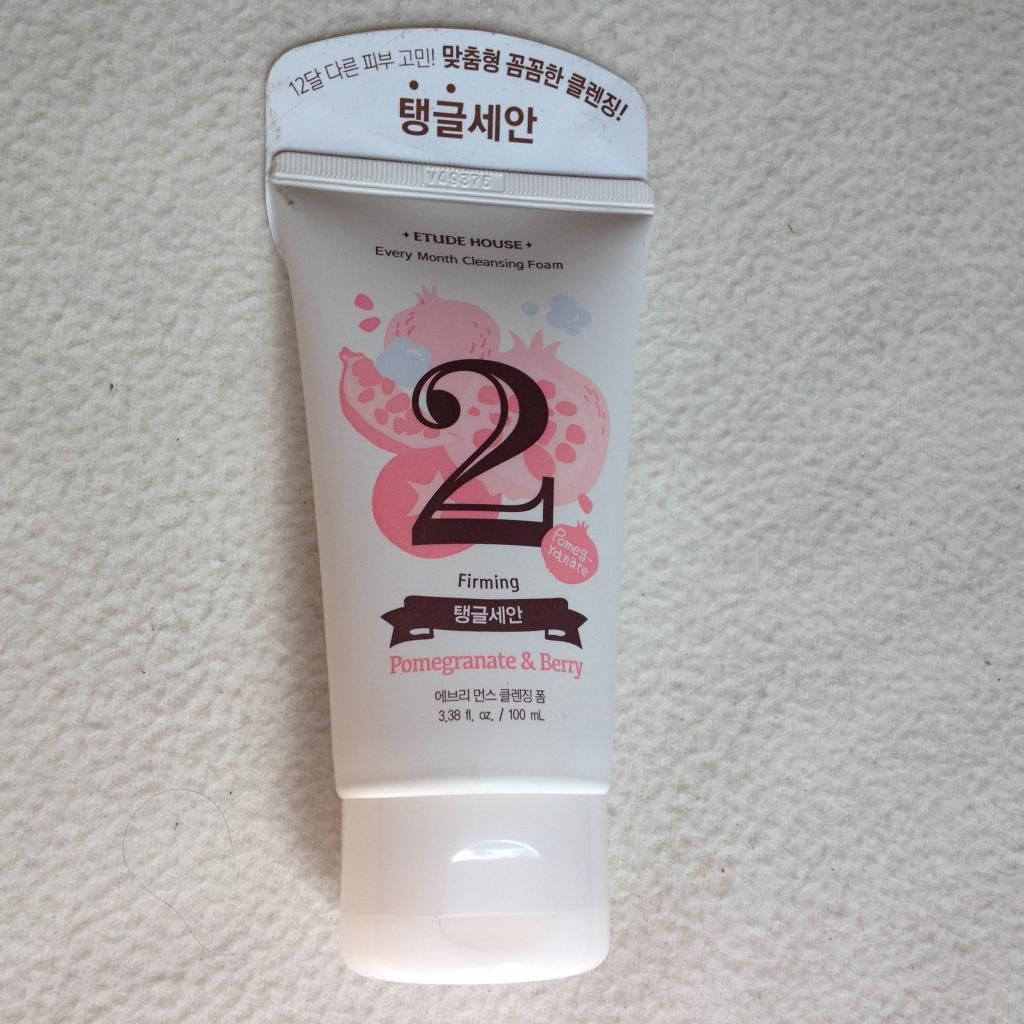 12달 다른 피부 고민! 맞춤형 꼼꼼한 클렌징!
탱글세안
ETUDE HOUSE
Every Month Cleansing Foam
2
Pomeg-
ranate
Firming
탱글세안
Pomegranate & Berry
에브리 먼스 클렌징 폼
3.38 fl. oz. / 100 mL